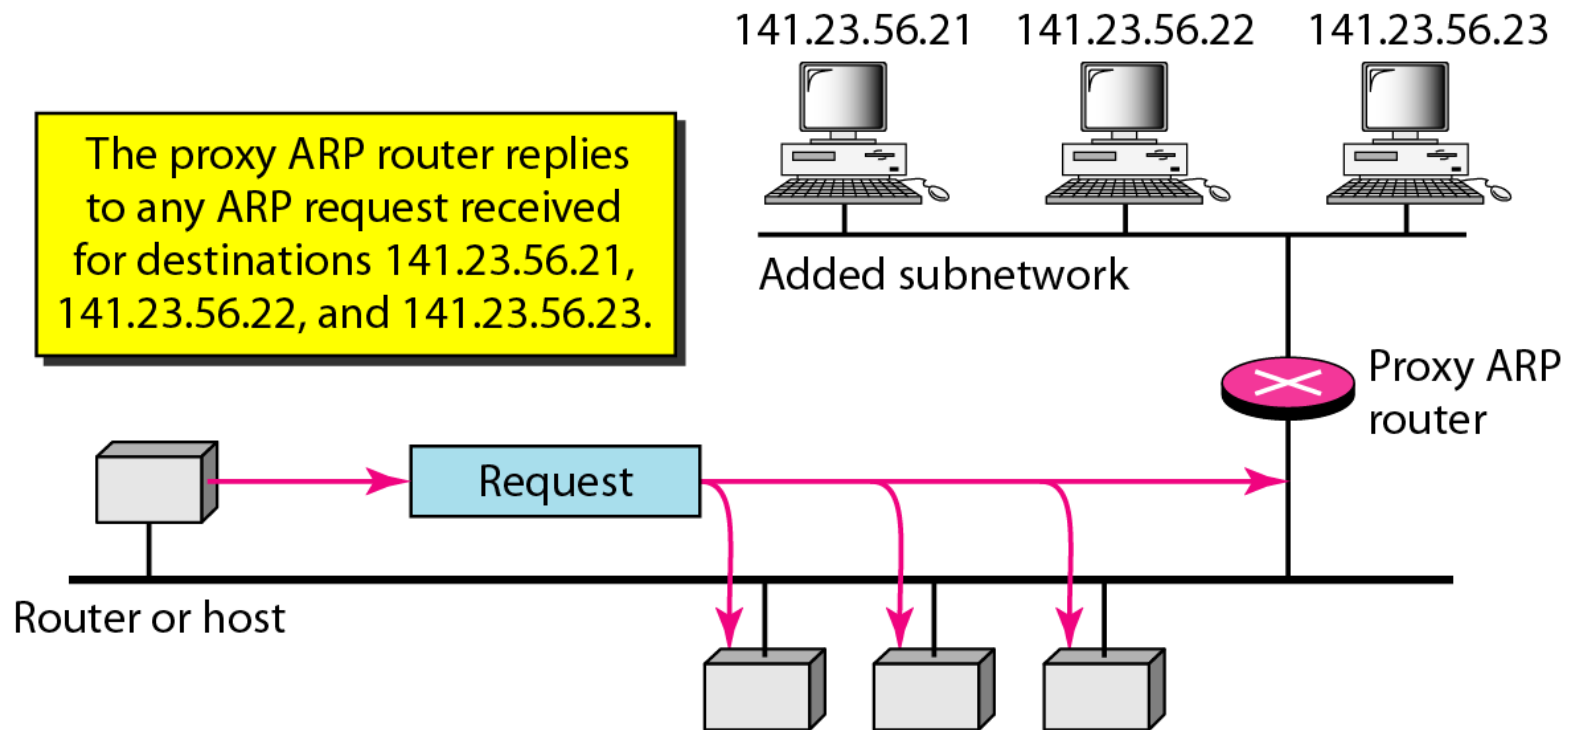 141.23.56.21 141.23.56.22 141.23.56.23
The proxy ARP router replies
to any ARP request received
for destinations 141.23.56.21,
141.23.56.22, and 141.23.56.23.
Added subnetwork
Proxy ARP
router
Request
Router or host